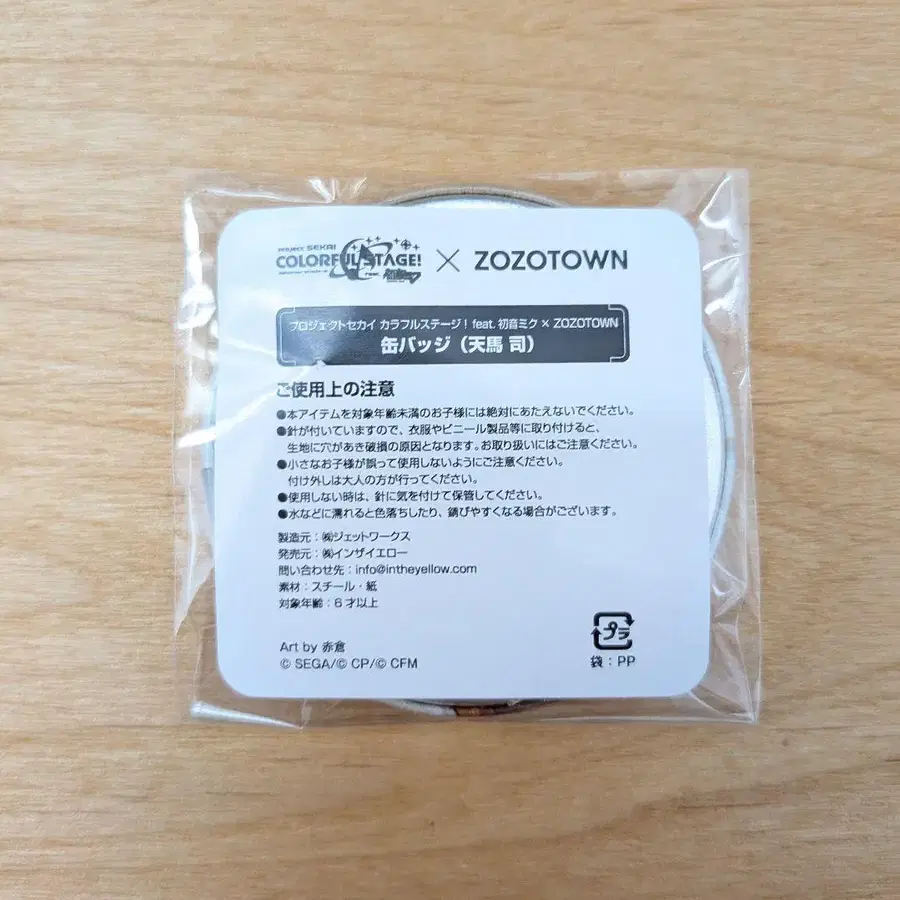 PROJECT SEKAI
COLORFUL STAGE! × ZOZOTOWN
feat. 初音ミク
プロジェクトセカイ カラフルステージ！ feat. 初音ミク × ZOZOTOWN
缶バッジ（天馬 司）
ご使用上の注意
●本アイテムを対象年齢未満のお子様には絶対にあたえないでください。
●針が付いていますので、衣服やビニール製品等に取り付けると、
生地に穴があき破損の原因となります。お取り扱いにはご注意ください。
●小さなお子様が誤って使用しないようにご注意ください。
付け外しは大人の方が行ってください。
●使用しない時は、針に気を付けて保管してください。
●水などに濡れると色落ちしたり、錆びやすくなる場合がございます。
製造元：㈱ジェットワークス
発売元：㈱インザイエロー
問い合わせ先：info@intheyellow.com
素材：スチール・紙
対象年齢：6才以上
Art by 赤倉
© SEGA/© CP/© CFM
プラ
袋：PP